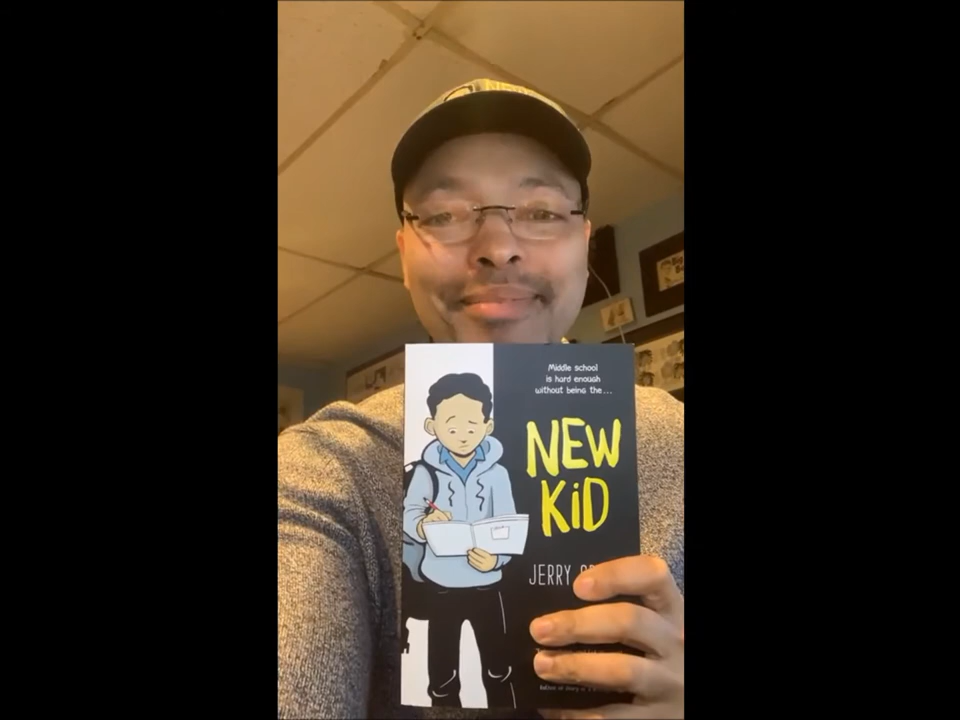 Middle school
is hard enough
without being the...
NEW
KiD
JERRY